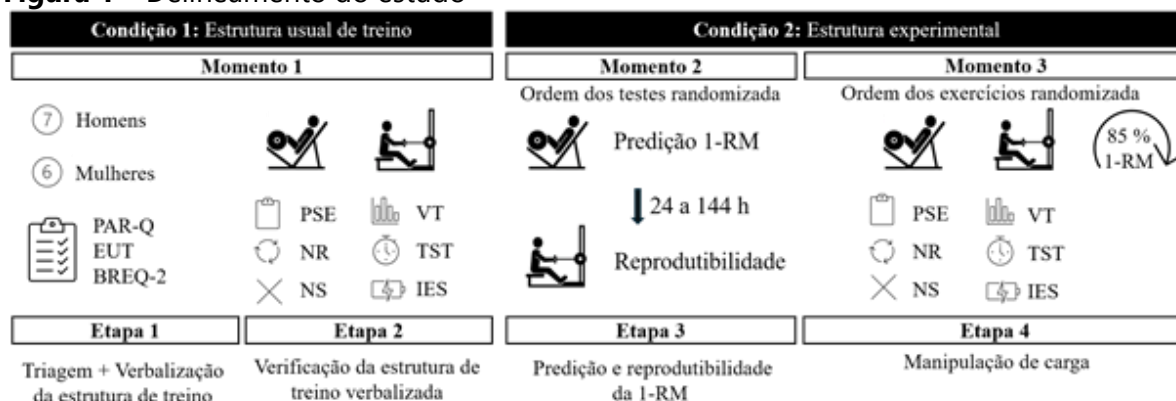 Figura 1 – Delineamento do estudo
Condição 1: Estrutura usual de treino
Condição 2: Estrutura experimental
Momento 1
Momento 2
Momento 3
7 Homens
6 Mulheres
PAR-Q
EUT
BREQ-2
PSE
VT
NR
TST
NS
IES
Ordem dos testes randomizada
Predição 1-RM
24 a 144 h
Reprodutibilidade
Ordem dos exercícios randomizada
85 %
1-RM
PSE
VT
NR
TST
NS
IES
Etapa 1
Etapa 2
Etapa 3
Etapa 4
Triagem + Verbalização
da estrutura de treino
Verificação da estrutura de
treino verbalizada
Predição e reprodutibilidade
da 1-RM
Manipulação de carga